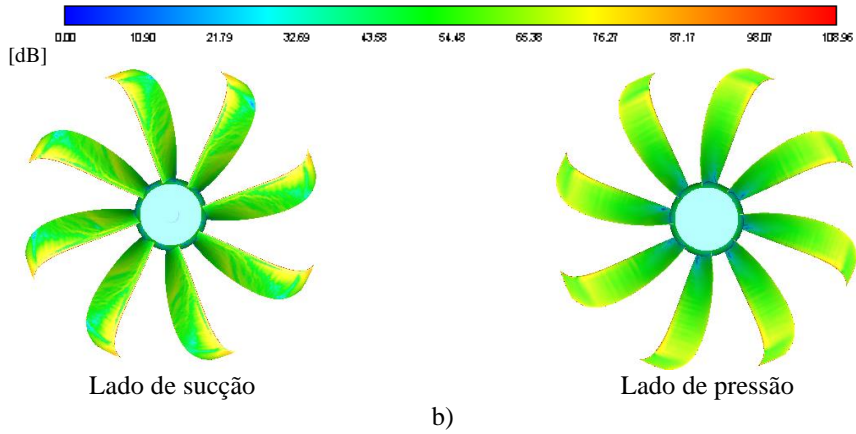 0.00 10.90 21.79 32.69 43.58 54.48 65.38 76.27 87.17 98.07 108.96
[dB]
Lado de sucção Lado de pressão
b)